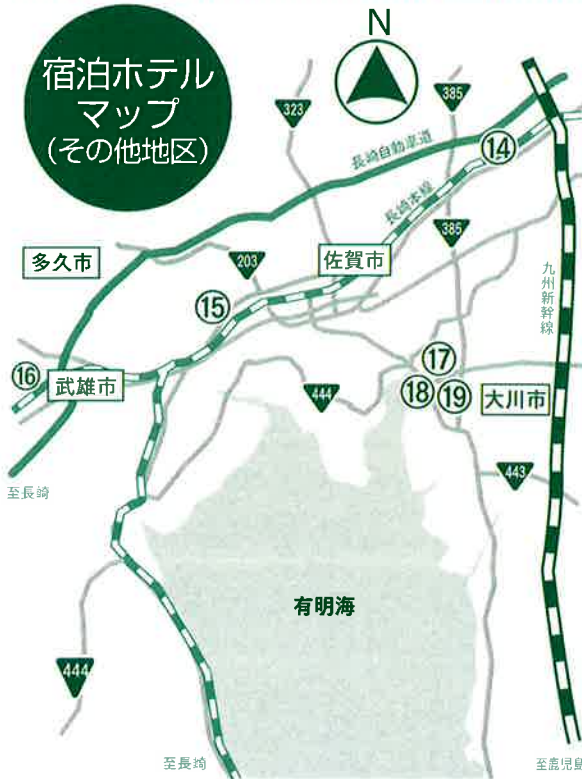 宿泊ホテル
マップ
(その他地区)
N
323
385
長崎自動車道
⑭
長崎本線
385
佐賀市
203
多久市
九州新幹線
⑮
⑯
武雄市
⑰
⑱
⑲
大川市
444
443
至長崎
有明海
444
至長崎
至鹿児島